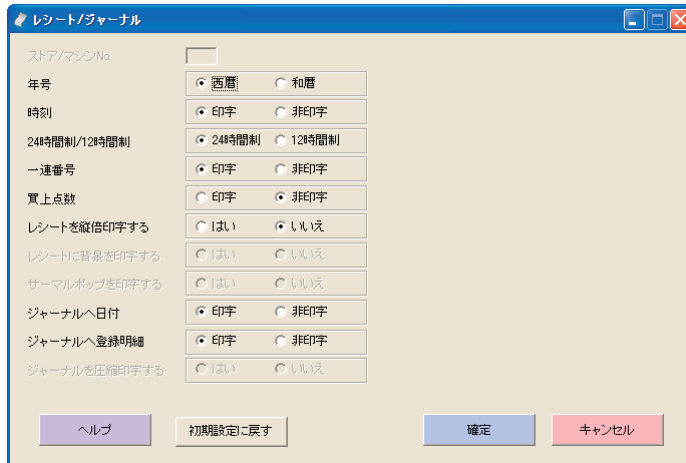 レシート/ジャーナル
ストア/マシンNo.
年号 西暦 和暦
時刻 印字 非印字
24時間制/12時間制 24時間制 12時間制
一連番号 印字 非印字
買上点数 印字 非印字
レシートを縦倍印字する はい いいえ
レシートに背景を印字する はい いいえ
サーマルポップを印字する はい いいえ
ジャーナルへ日付 印字 非印字
ジャーナルへ登録明細 印字 非印字
ジャーナルを圧縮印字する はい いいえ
ヘルプ 初期設定に戻す 確定 キャンセル